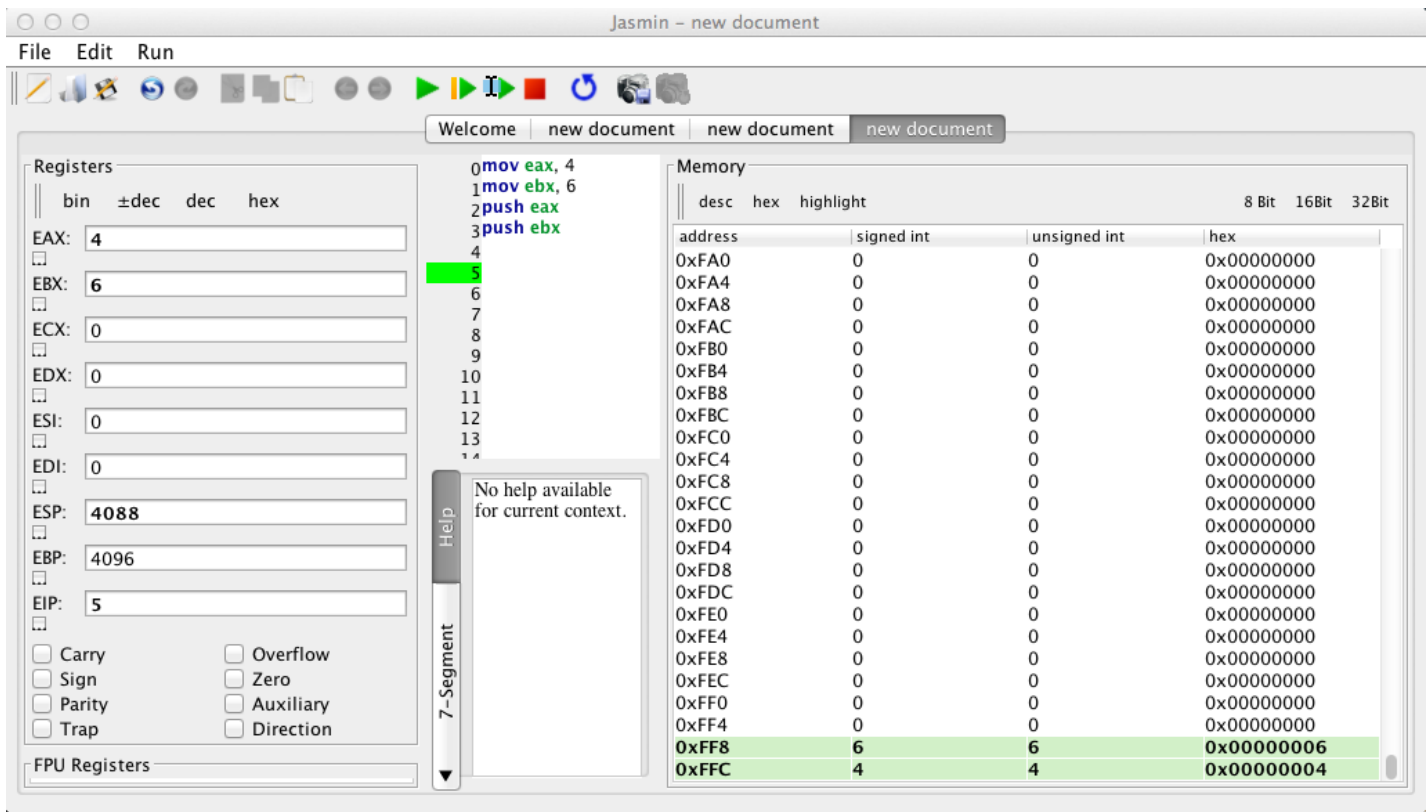 Jasmin – new document
File Edit Run
Welcome new document new document new document
Registers
bin ±dec dec hex
EAX: 4
EBX: 6
ECX: 0
EDX: 0
ESI: 0
EDI: 0
ESP: 4088
EBP: 4096
EIP: 5
Carry Overflow
Sign Zero
Parity Auxiliary
Trap Direction
FPU Registers
0 mov eax, 4
1 mov ebx, 6
2 push eax
3 push ebx
4
5
6
7
8
9
10
11
12
13
14
Help
7-Segment
No help available
for current context.
Memory
desc hex highlight 8 Bit 16Bit 32Bit
address signed int unsigned int hex
0xFA0 0 0 0x00000000
0xFA4 0 0 0x00000000
0xFA8 0 0 0x00000000
0xFAC 0 0 0x00000000
0xFB0 0 0 0x00000000
0xFB4 0 0 0x00000000
0xFB8 0 0 0x00000000
0xFBC 0 0 0x00000000
0xFC0 0 0 0x00000000
0xFC4 0 0 0x00000000
0xFC8 0 0 0x00000000
0xFCC 0 0 0x00000000
0xFD0 0 0 0x00000000
0xFD4 0 0 0x00000000
0xFD8 0 0 0x00000000
0xFDC 0 0 0x00000000
0xFE0 0 0 0x00000000
0xFE4 0 0 0x00000000
0xFE8 0 0 0x00000000
0xFEC 0 0 0x00000000
0xFF0 0 0 0x00000000
0xFF4 0 0 0x00000000
0xFF8 6 6 0x00000006
0xFFC 4 4 0x00000004